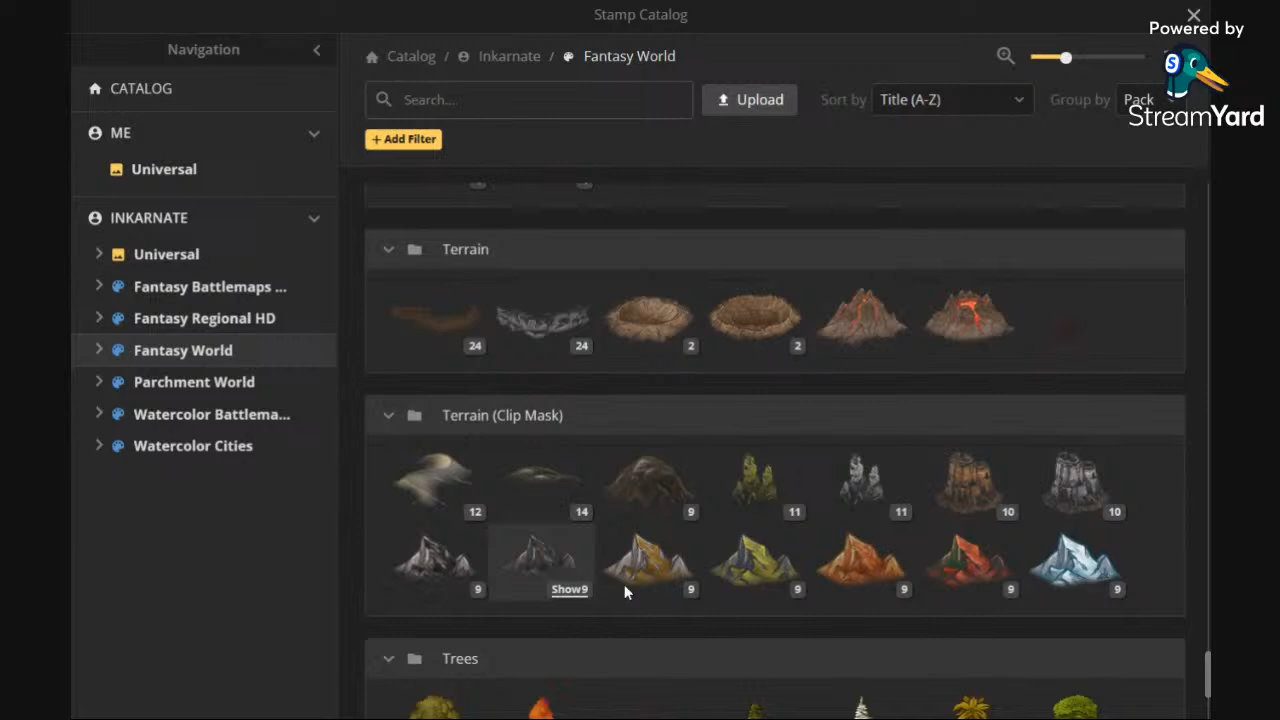 Stamp Catalog
Powered by
StreamYard
Navigation
CATALOG
ME
Universal
INKARNATE
Universal
Fantasy Battlemaps ...
Fantasy Regional HD
Fantasy World
Parchment World
Watercolor Battlema...
Watercolor Cities
Catalog / Inkarnate / Fantasy World
Search.... Upload Sort by Title (A-Z) Group by Pack
+ Add Filter
Terrain
24 24 2 2
Terrain (Clip Mask)
12 14 9 11 11 10 10
9 Show9 9 9 9 9 9
Trees